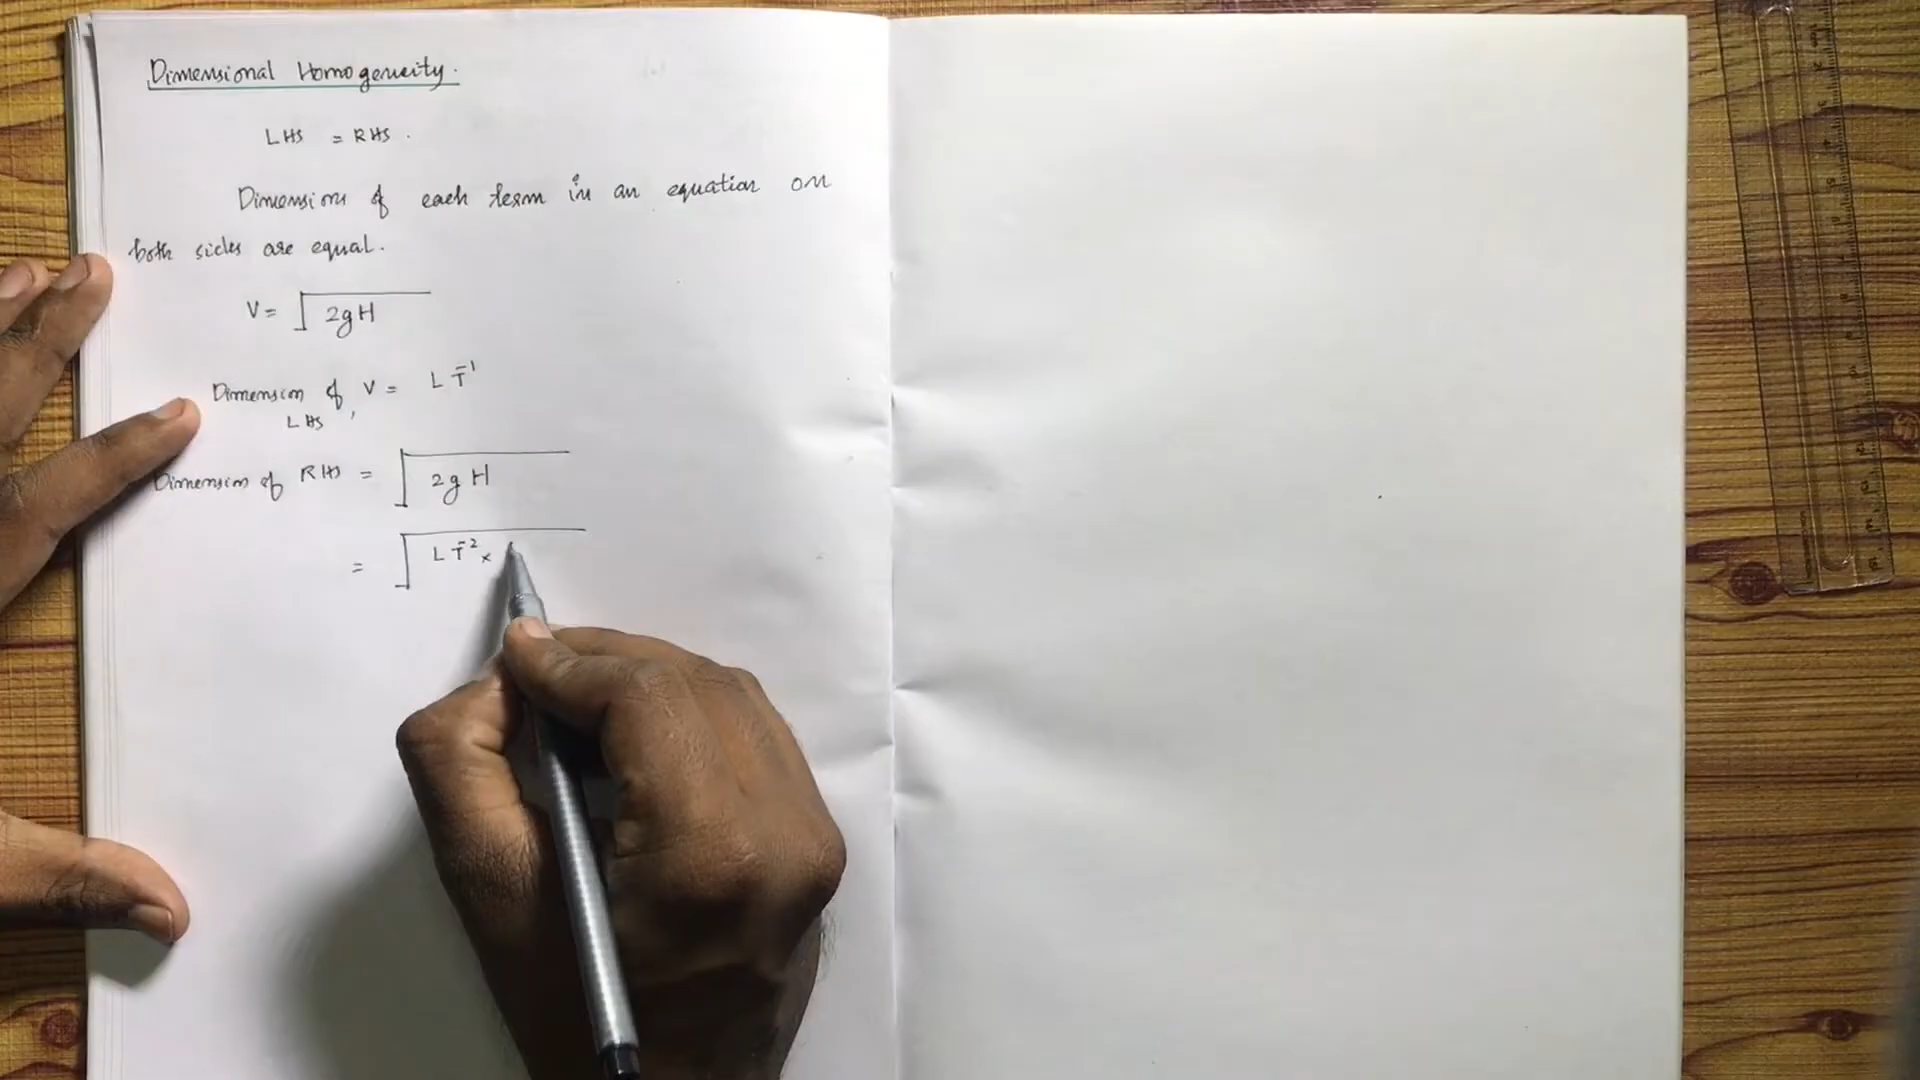 Dimensional Homogeneity.
LHS = RHS.
Dimensions of each term in an equation on
both sides are equal.
V = √2gH
Dimension of V = LT⁻¹
LHS,
Dimension of RHS = √2gH
= √LT⁻² ×